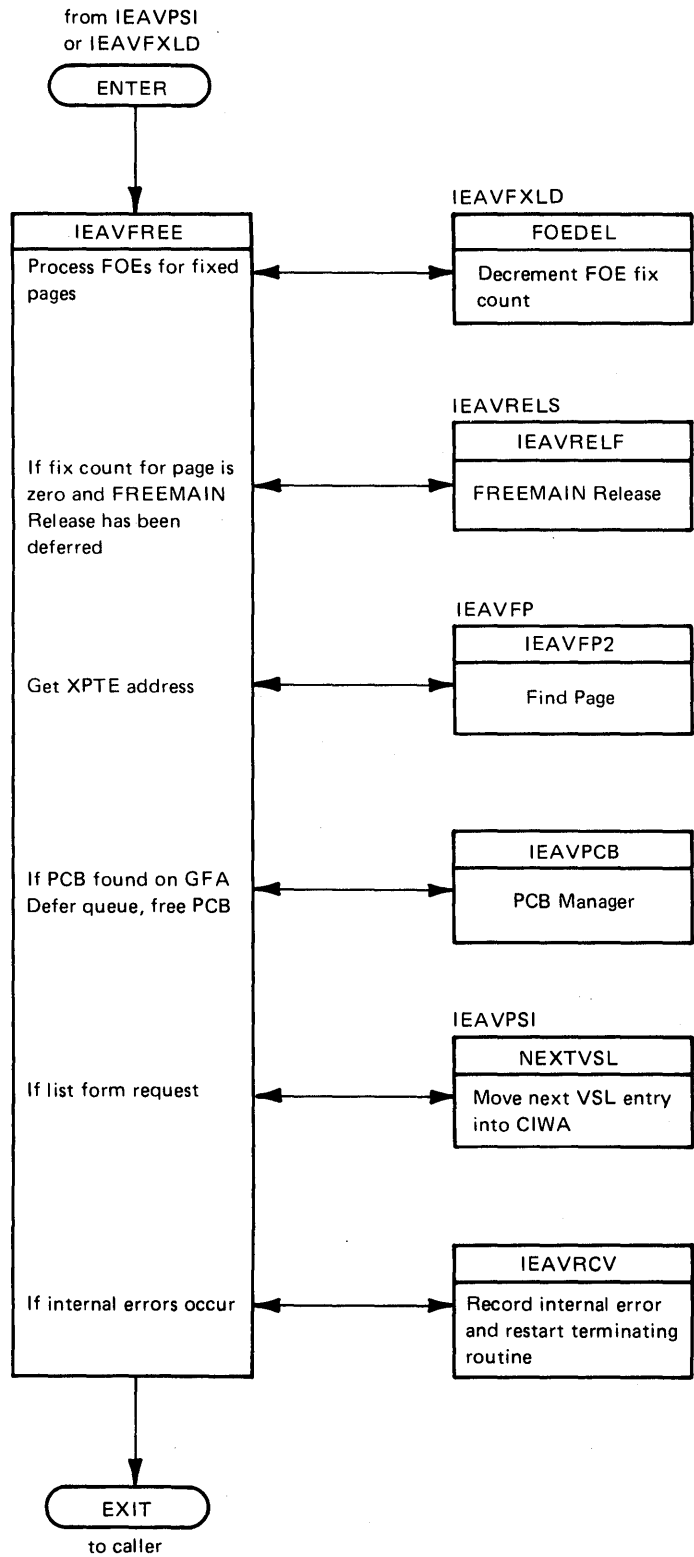 from IEAVPSI
or IEAVFXLD
ENTER
IEAVFREE
Process FOEs for fixed
pages
IEAVFXLD
FOEDEL
Decrement FOE fix
count
If fix count for page is
zero and FREEMAIN
Release has been
deferred
IEAVRELS
IEAVRELF
FREEMAIN Release
Get XPTE address
IEAVFP
IEAVFP2
Find Page
If PCB found on GFA
Defer queue, free PCB
IEAVPCB
PCB Manager
If list form request
IEAVPSI
NEXTVSL
Move next VSL entry
into CIWA
If internal errors occur
IEAVRCV
Record internal error
and restart terminating
routine
EXIT
to caller